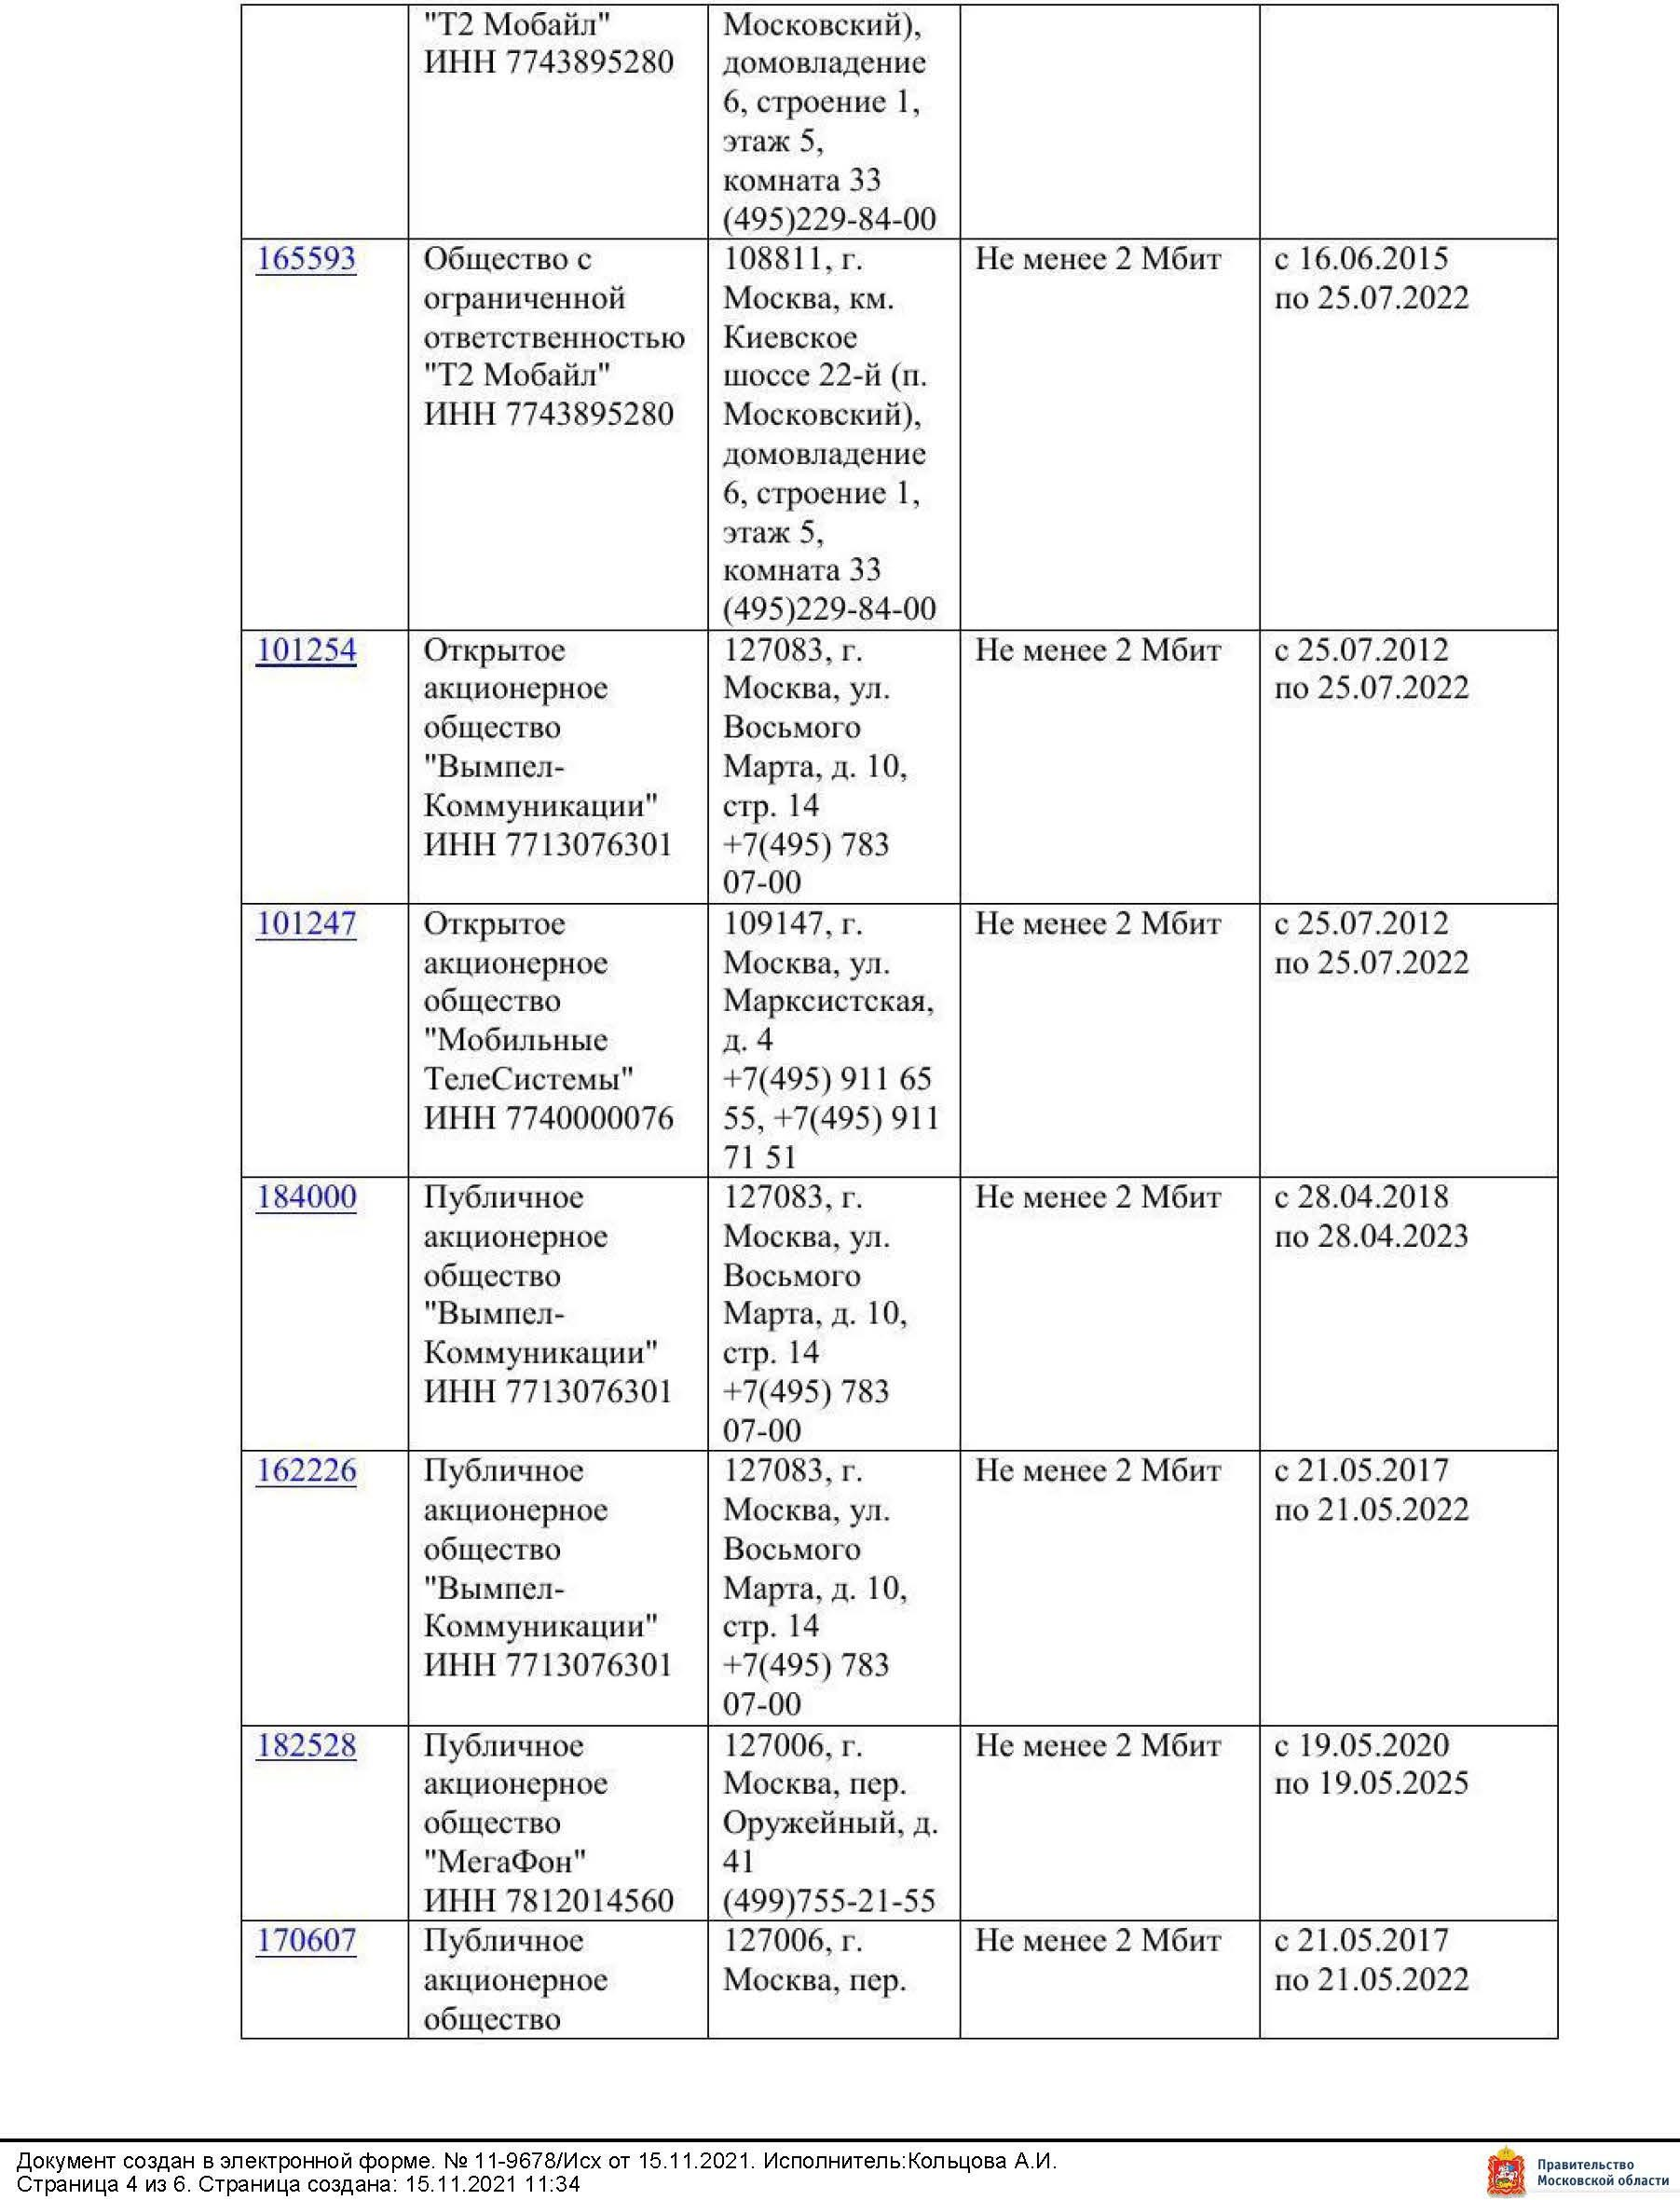 "Т2 Мобайл"
ИНН 7743895280
Московский),
домовладение
6, строение 1,
этаж 5,
комната 33
(495)229-84-00
165593
Общество с
ограниченной
ответственностью
"Т2 Мобайл"
ИНН 7743895280
108811, г.
Москва, км.
Киевское
шоссе 22-й (п.
Московский),
домовладение
6, строение 1,
этаж 5,
комната 33
(495)229-84-00
Не менее 2 Мбит
с 16.06.2015
по 25.07.2022
101254
Открытое
акционерное
общество
"Вымпел-
Коммуникации"
ИНН 7713076301
127083, г.
Москва, ул.
Восьмого
Марта, д. 10,
стр. 14
+7(495) 783
07-00
Не менее 2 Мбит
с 25.07.2012
по 25.07.2022
101247
Открытое
акционерное
общество
"Мобильные
ТелеСистемы"
ИНН 7740000076
109147, г.
Москва, ул.
Марксистская,
д. 4
+7(495) 911 65
55, +7(495) 911
71 51
Не менее 2 Мбит
с 25.07.2012
по 25.07.2022
184000
Публичное
акционерное
общество
"Вымпел-
Коммуникации"
ИНН 7713076301
127083, г.
Москва, ул.
Восьмого
Марта, д. 10,
стр. 14
+7(495) 783
07-00
Не менее 2 Мбит
с 28.04.2018
по 28.04.2023
162226
Публичное
акционерное
общество
"Вымпел-
Коммуникации"
ИНН 7713076301
127083, г.
Москва, ул.
Восьмого
Марта, д. 10,
стр. 14
+7(495) 783
07-00
Не менее 2 Мбит
с 21.05.2017
по 21.05.2022
182528
Публичное
акционерное
общество
"МегаФон"
ИНН 7812014560
127006, г.
Москва, пер.
Оружейный, д.
41
(499)755-21-55
Не менее 2 Мбит
с 19.05.2020
по 19.05.2025
170607
Публичное
акционерное
общество
127006, г.
Москва, пер.
Не менее 2 Мбит
с 21.05.2017
по 21.05.2022
Документ создан в электронной форме. № 11-9678/Исх от 15.11.2021. Исполнитель:Кольцова А.И.
Страница 4 из 6. Страница создана: 15.11.2021 11:34
Правительство
Московской области